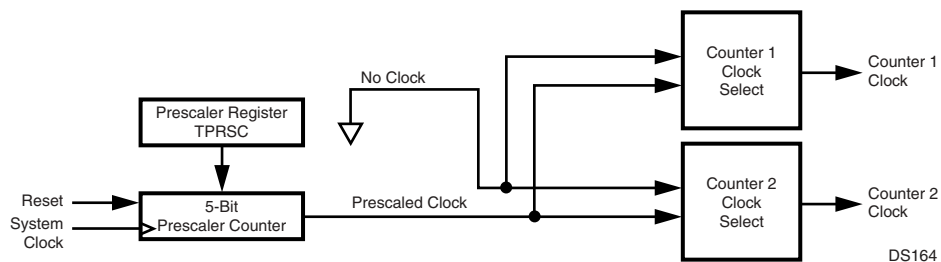 No Clock
Prescaler Register
TPRSC
Reset
System
Clock
5-Bit
Prescaler Counter
Prescaled Clock
Counter 1
Clock
Select
Counter 1
Clock
Counter 2
Clock
Select
Counter 2
Clock
DS164